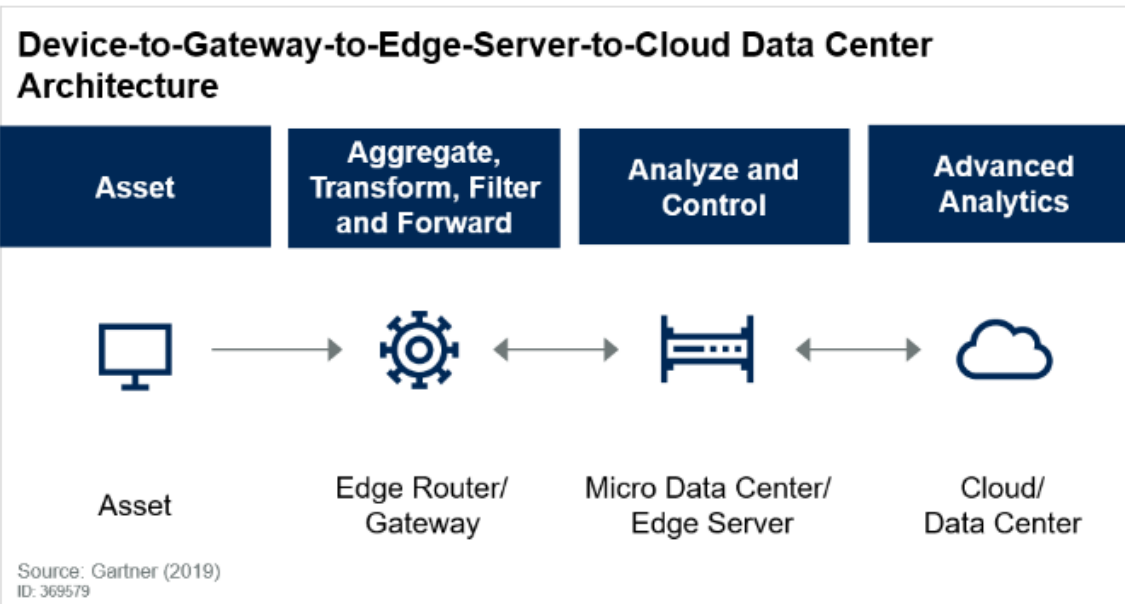 Device-to-Gateway-to-Edge-Server-to-Cloud Data Center
Architecture
Asset
Aggregate,
Transform, Filter
and Forward
Analyze and
Control
Advanced
Analytics
Asset
Edge Router/
Gateway
Micro Data Center/
Edge Server
Cloud/
Data Center
Source: Gartner (2019)
ID: 369579